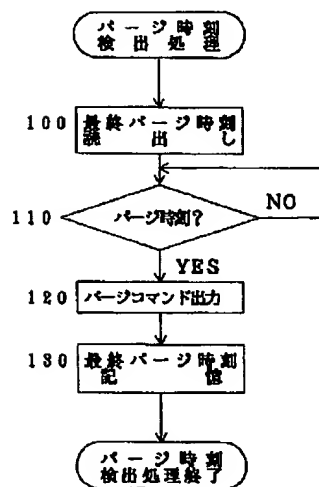 パージ時刻
検出処理
100
最終パージ時刻
読出し
110
パージ時刻?
NO
YES
120
パージコマンド出力
130
最終パージ時刻
記憶
パージ時刻
検出処理終了